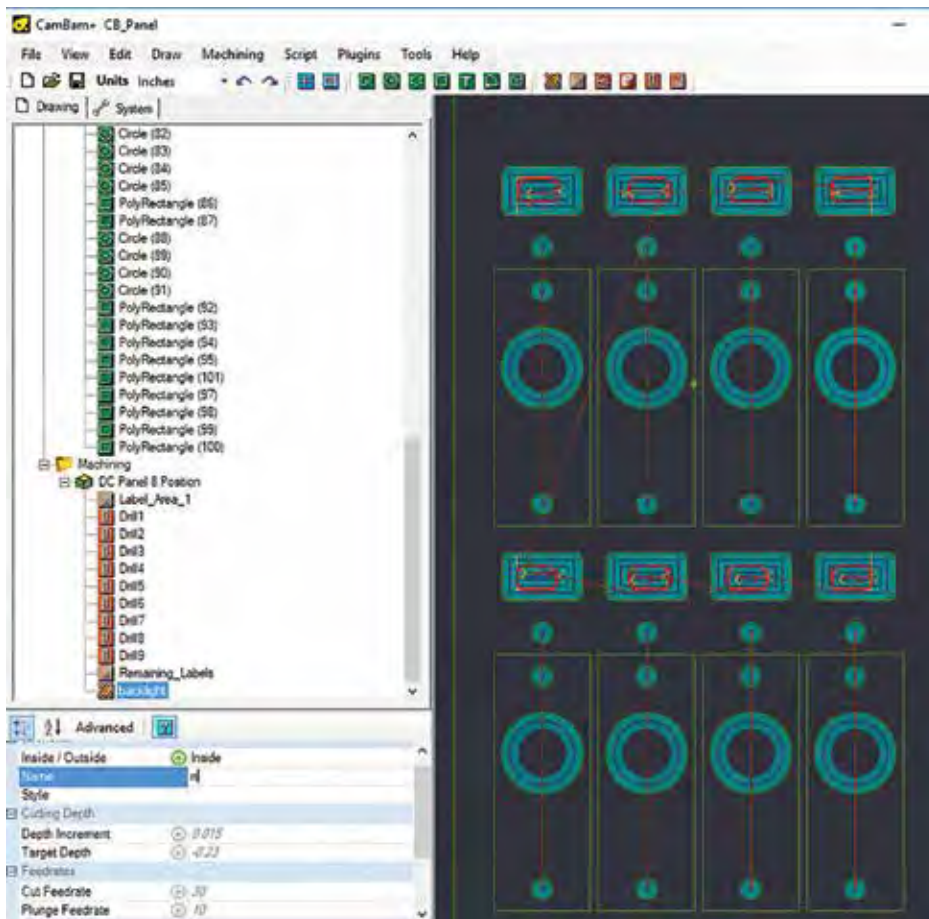 CamBam+ CB_Panel
File View Edit Draw Machining Script Plugins Tools Help
Units Inches
Drawing System
Circle (82)
Circle (83)
Circle (84)
Circle (85)
PolyRectangle (86)
PolyRectangle (87)
Circle (88)
Circle (89)
Circle (90)
Circle (91)
PolyRectangle (92)
PolyRectangle (93)
PolyRectangle (94)
PolyRectangle (95)
PolyRectangle (101)
PolyRectangle (97)
PolyRectangle (98)
PolyRectangle (99)
PolyRectangle (100)
Machining
DC Panel 8 Position
Label_Area_1
Drill1
Drill2
Drill3
Drill4
Drill5
Drill6
Drill7
Drill8
Drill9
Remaining_Labels
backlight
Advanced
Inside / Outside Inside
Name
Style
Cutting Depth
Depth Increment 0.015
Target Depth -0.23
Feedrates
Cut Feedrate 30
Plunge Feedrate 10